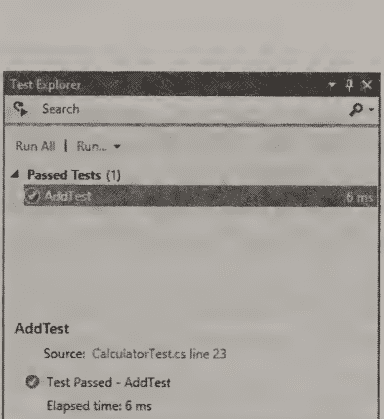 Test Explorer
Search
Run All | Run...
Passed Tests (1)
AddTest 6 ms
AddTest
Source: CalculatorTest.cs line 23
Test Passed - AddTest
Elapsed time: 6 ms